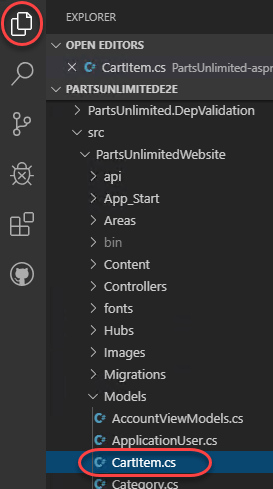 EXPLORER
OPEN EDITORS
CartItem.cs PartsUnlimited-aspr
PARTSUNLIMITEDE2E
PartsUnlimited.DepValidation
src
PartsUnlimitedWebsite
api
App_Start
Areas
bin
Content
Controllers
fonts
Hubs
Images
Migrations
Models
C# AccountViewModels.cs
C# ApplicationUser.cs
C# CartItem.cs
C# Category.cs